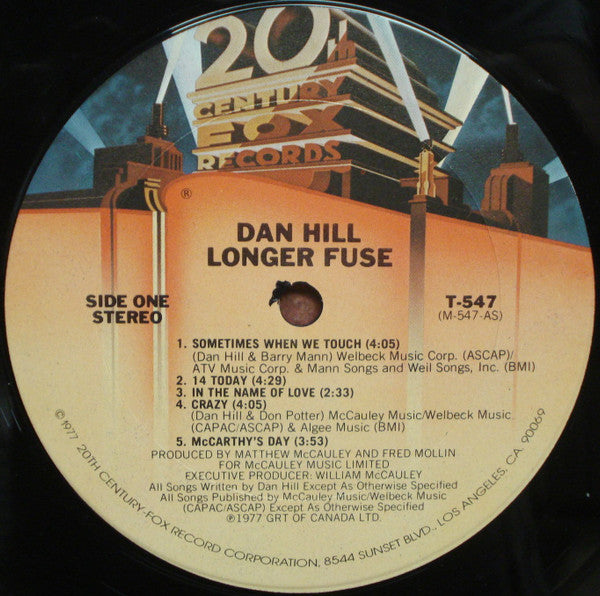 20th
CENTURY
FOX
RECORDS
®
DAN HILL
LONGER FUSE
SIDE ONE
STEREO
T-547
(M-547-AS)
1. SOMETIMES WHEN WE TOUCH (4:05)
(Dan Hill & Barry Mann) Welbeck Music Corp. (ASCAP)/
ATV Music Corp. & Mann Songs and Weil Songs, Inc. (BMI)
2. 14 TODAY (4:29)
3. IN THE NAME OF LOVE (2:33)
4. CRAZY (4:05)
(Dan Hill & Don Potter) McCauley Music/Welbeck Music
(CAPAC/ASCAP) & Algee Music (BMI)
5. McCARTHY'S DAY (3:53)
PRODUCED BY MATTHEW McCAULEY AND FRED MOLLIN
FOR McCAULEY MUSIC LIMITED
EXECUTIVE PRODUCER: WILLIAM McCAULEY
All Songs Written by Dan Hill Except As Otherwise Specified
All Songs Published by McCauley Music/Welbeck Music
(CAPAC/ASCAP) Except As Otherwise Specified
℗1977 GRT OF CANADA LTD.
©1977 20TH CENTURY-FOX RECORD CORPORATION, 8544 SUNSET BLVD., LOS ANGELES, CA 90069